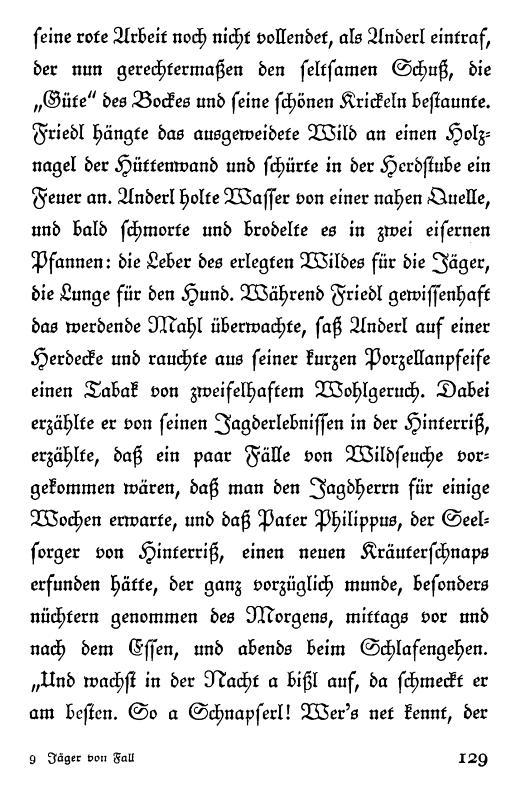 seine rote Arbeit noch nicht vollendet, als Anderl eintraf,
der nun gerechtermaßen den seltsamen Schuß, die
„Güte“ des Bockes und seine schönen Krickeln bestaunte.
Friedl hängte das ausgeweidete Wild an einen Holz-
nagel der Hüttenwand und schürte in der Herdstube ein
Feuer an. Anderl holte Wasser von einer nahen Quelle,
und bald schmorte und brodelte es in zwei eisernen
Pfannen: die Leber des erlegten Wildes für die Jäger,
die Lunge für den Hund. Während Friedl gewissenhaft
das werdende Mahl überwachte, saß Anderl auf einer
Herdecke und rauchte aus seiner kurzen Porzellanpfeife
einen Tabak von zweifelhaftem Wohlgeruch. Dabei
erzählte er von seinen Jagderlebnissen in der Hinterriß,
erzählte, daß ein paar Fälle von Wildseuche vor-
gekommen wären, daß man den Jagdherrn für einige
Wochen erwarte, und daß Pater Philippus, der Seel-
sorger von Hinterriß, einen neuen Kräuterschnaps
erfunden hätte, der ganz vorzüglich munde, besonders
nüchtern genommen des Morgens, mittags vor und
nach dem Essen, und abends beim Schlafengehen.
„Und wachst in der Nacht a bißl auf, da schmeckt er
am besten. So a Schnapserl! Wer's net kennt, der
9 Jäger von Fall 129